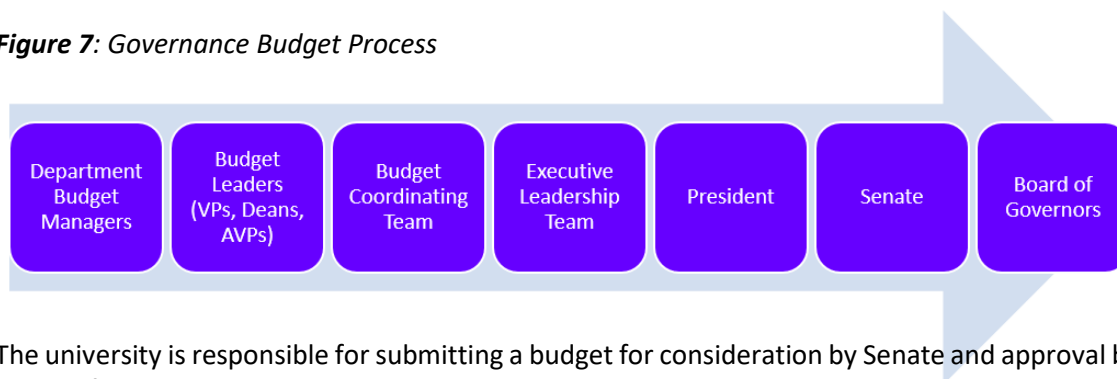 Figure 7: Governance Budget Process
Department
Budget
Managers
Budget
Leaders
(VPs, Deans,
AVPs)
Budget
Coordinating
Team
Executive
Leadership
Team
President
Senate
Board of
Governors
The university is responsible for submitting a budget for consideration by Senate and approval